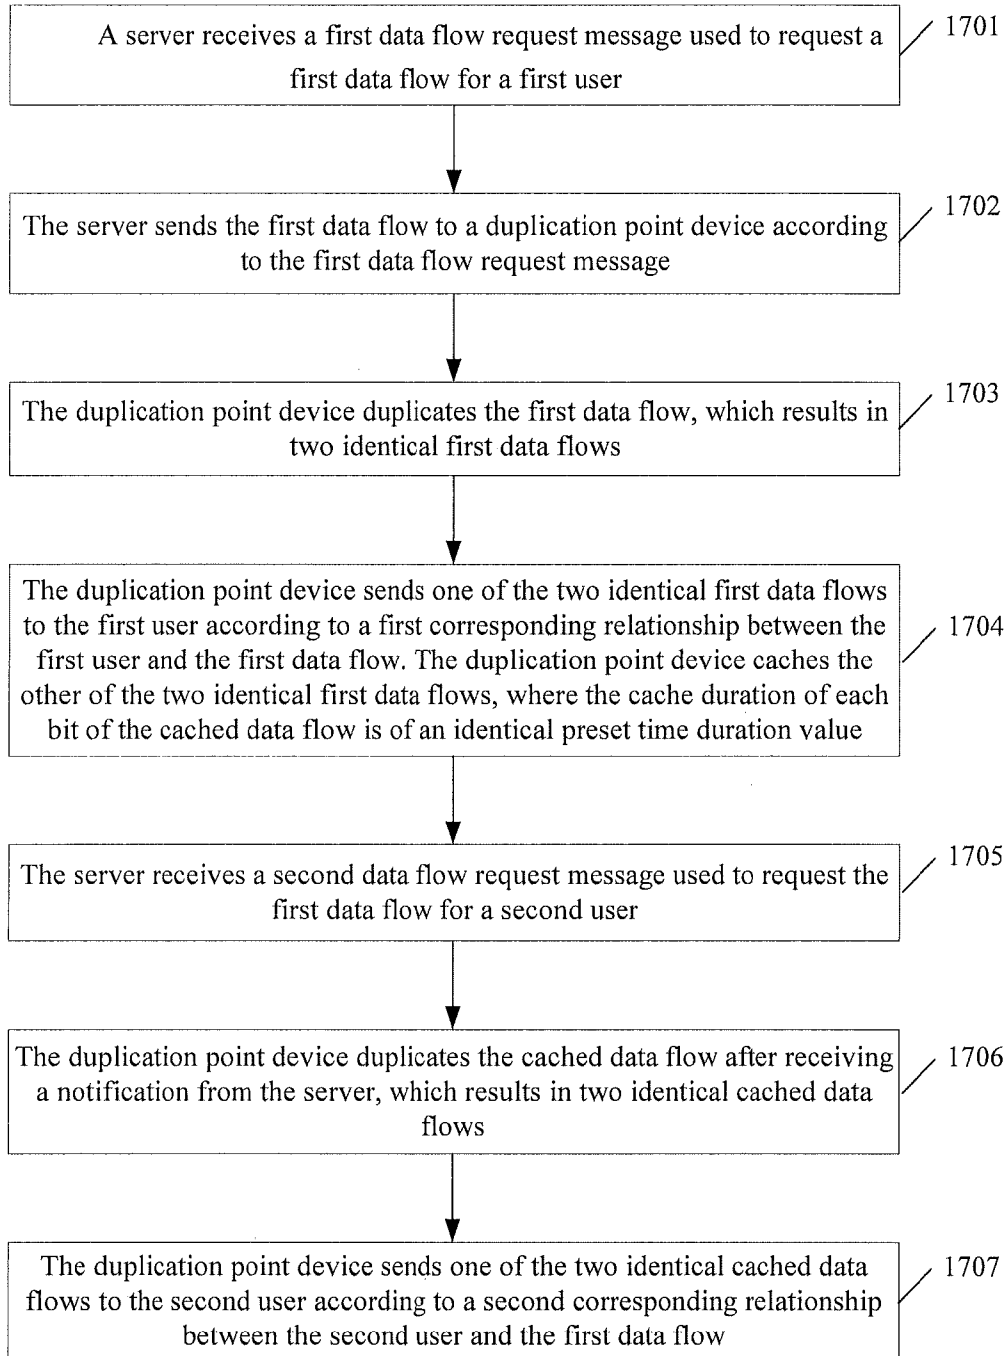 A server receives a first data flow request message used to request a
first data flow for a first user
1701
The server sends the first data flow to a duplication point device according
to the first data flow request message
1702
The duplication point device duplicates the first data flow, which results in
two identical first data flows
1703
The duplication point device sends one of the two identical first data flows
to the first user according to a first corresponding relationship between the
first user and the first data flow. The duplication point device caches the
other of the two identical first data flows, where the cache duration of each
bit of the cached data flow is of an identical preset time duration value
1704
The server receives a second data flow request message used to request the
first data flow for a second user
1705
The duplication point device duplicates the cached data flow after receiving
a notification from the server, which results in two identical cached data
flows
1706
The duplication point device sends one of the two identical cached data
flows to the second user according to a second corresponding relationship
between the second user and the first data flow
1707